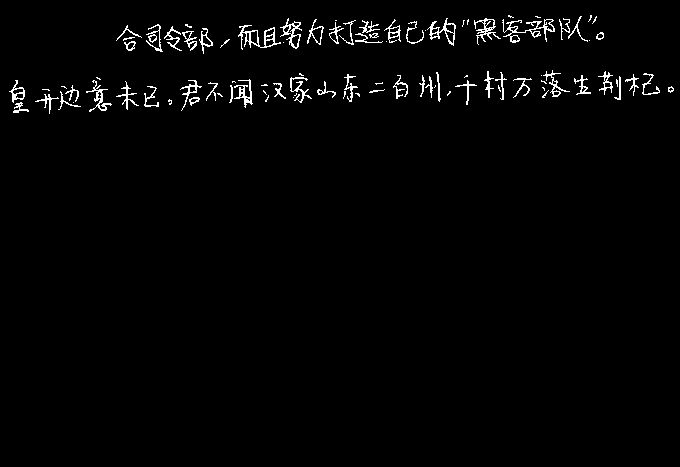 合司令部,而且努力打造自己的“黑客部队”。
皇开边意未已。君不闻汉家山东二百州,千村万落生荆杞。